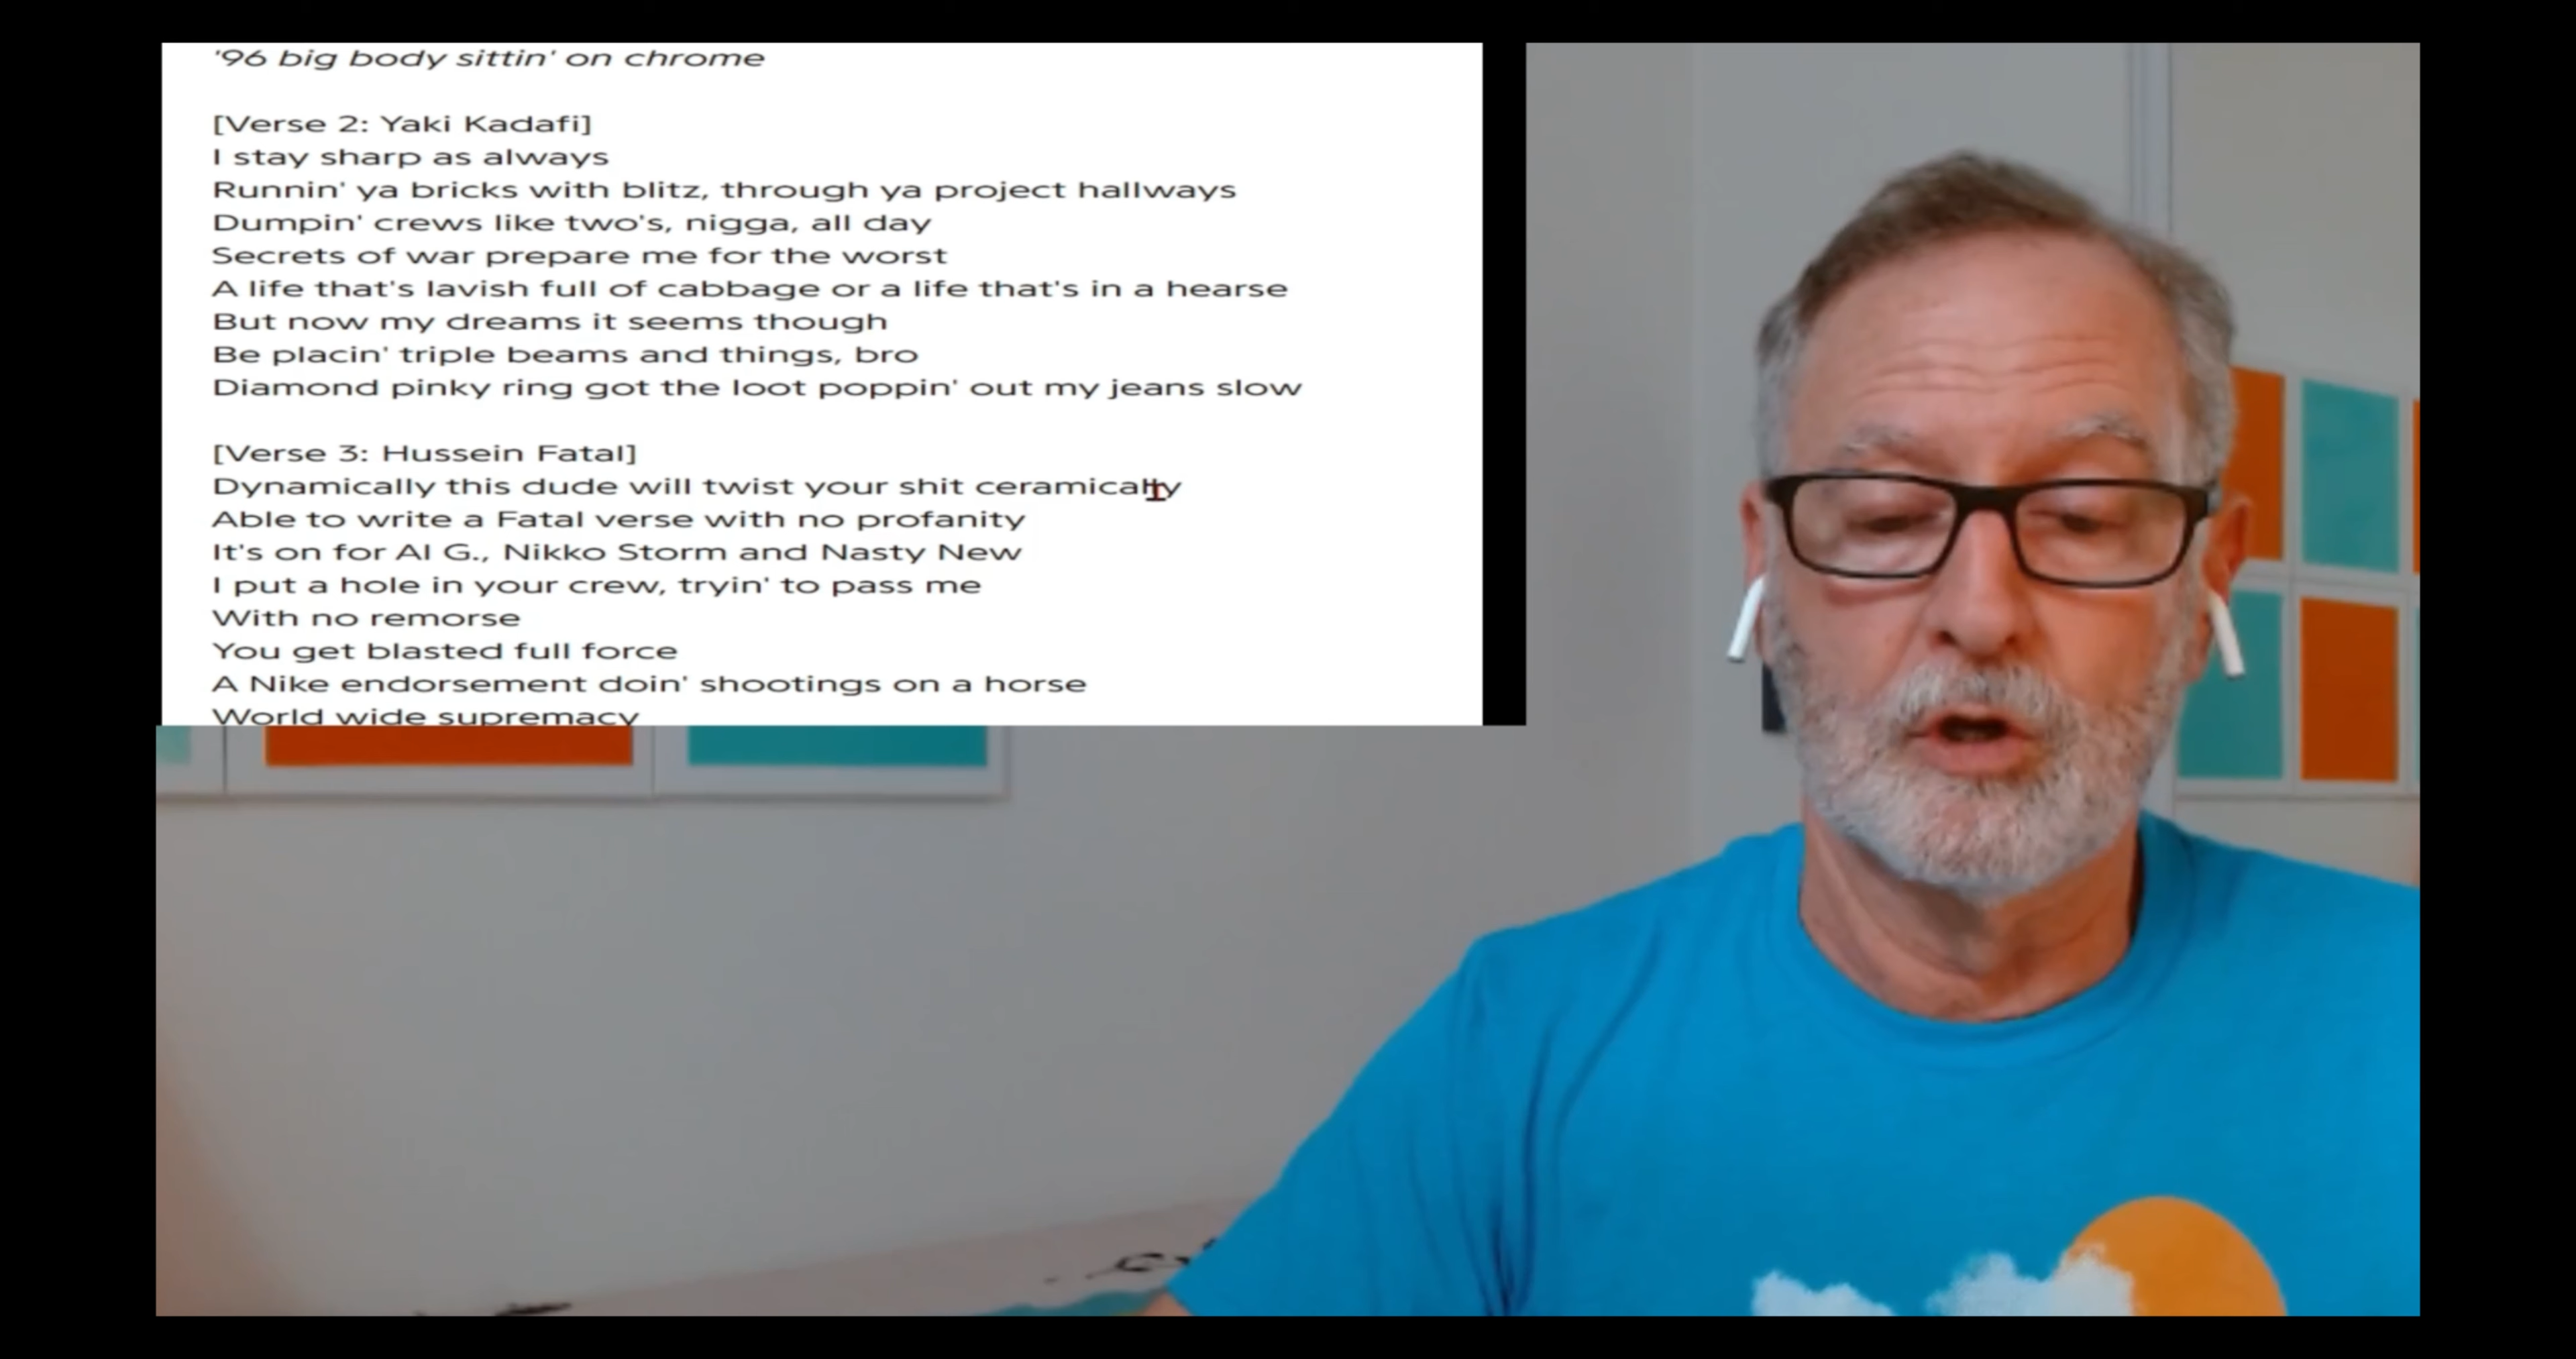 '96 big body sittin' on chrome
[Verse 2: Yaki Kadafi]
I stay sharp as always
Runnin' ya bricks with blitz, through ya project hallways
Dumpin' crews like two's, nigga, all day
Secrets of war prepare me for the worst
A life that's lavish full of cabbage or a life that's in a hearse
But now my dreams it seems though
Be placin' triple beams and things, bro
Diamond pinky ring got the loot poppin' out my jeans slow
[Verse 3: Hussein Fatal]
Dynamically this dude will twist your shit ceramically
Able to write a Fatal verse with no profanity
It's on for Al G., Nikko Storm and Nasty New
I put a hole in your crew, tryin' to pass me
With no remorse
You get blasted full force
A Nike endorsement doin' shootings on a horse
World wide supremacy